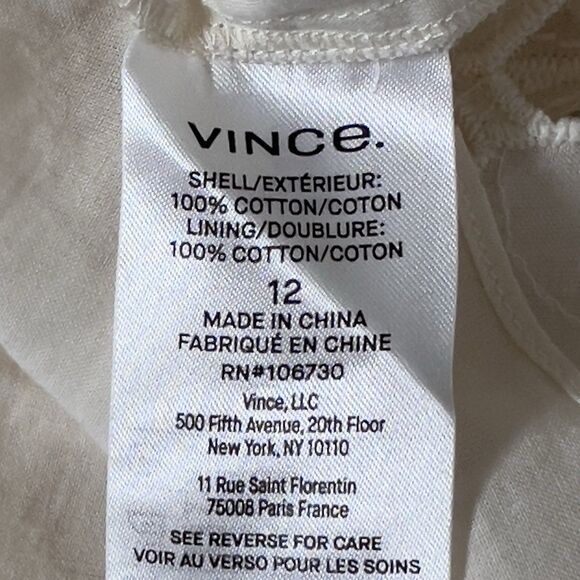 VINCe.
SHELL/EXTÉRIEUR:
100% COTTON/COTON
LINING/DOUBLURE:
100% COTTON/COTON
12
MADE IN CHINA
FABRIQUÉ EN CHINE
RN#106730
Vince, LLC
500 Fifth Avenue, 20th Floor
New York, NY 10110
11 Rue Saint Florentin
75008 Paris France
SEE REVERSE FOR CARE
VOIR AU VERSO POUR LES SOINS